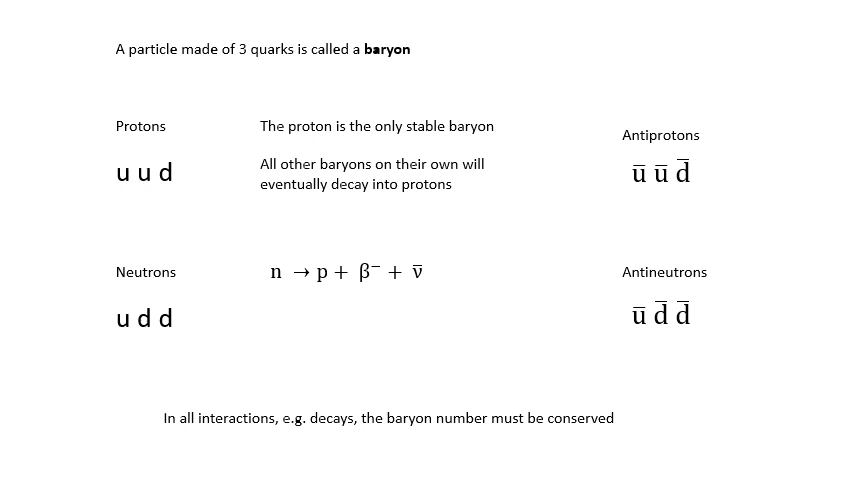 A particle made of 3 quarks is called a baryon
Protons
The proton is the only stable baryon
Antiprotons
u u d
All other baryons on their own will
eventually decay into protons
u̅ u̅ d̅
Neutrons
n → p + β⁻ + ν̅
Antineutrons
u d d
u̅ d̅ d̅
In all interactions, e.g. decays, the baryon number must be conserved